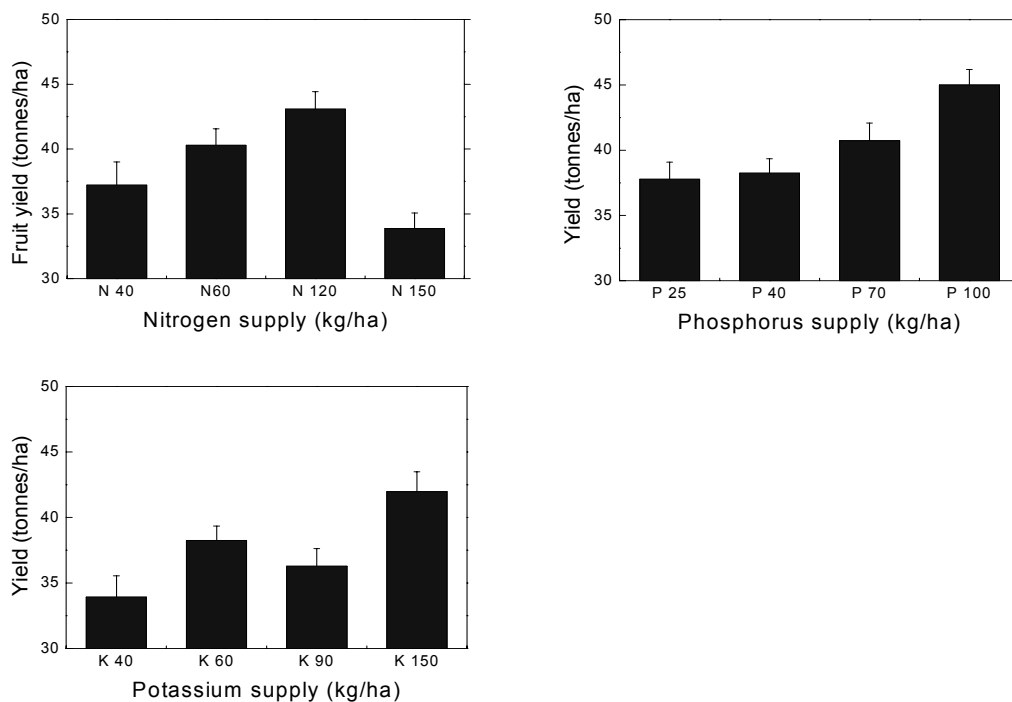 50
45
40
35
30
Fruit yield (tonnes/ha)
N 40 N60 N 120 N 150
Nitrogen supply (kg/ha)
50
45
40
35
30
Yield (tonnes/ha)
P 25 P 40 P 70 P 100
Phosphorus supply (kg/ha)
50
45
40
35
30
Yield (tonnes/ha)
K 40 K 60 K 90 K 150
Potassium supply (kg/ha)